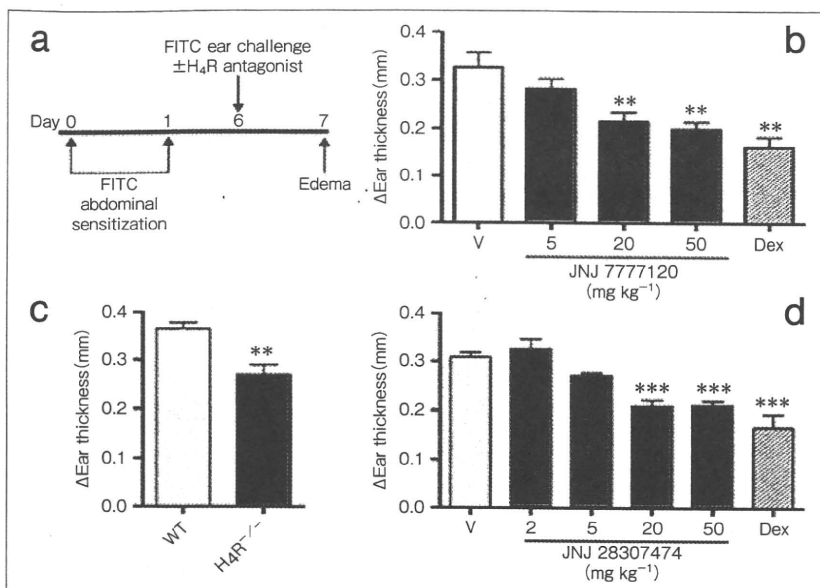 a
FITC ear challenge
±H₄R antagonist
Day 0 1 6 7
FITC
abdominal
sensitization
Edema
b
ΔEar thickness (mm)
0.4
0.3
0.2
0.1
0.0
** ** **
V 5 20 50 Dex
JNJ 7777120
(mg kg⁻¹)
c
ΔEar thickness (mm)
0.4
0.3
0.2
0.1
0.0
**
WT H₄R⁻/⁻
d
ΔEar thickness (mm)
0.4
0.3
0.2
0.1
0.0
*** *** ***
V 2 5 20 50 Dex
JNJ 28307474
(mg kg⁻¹)